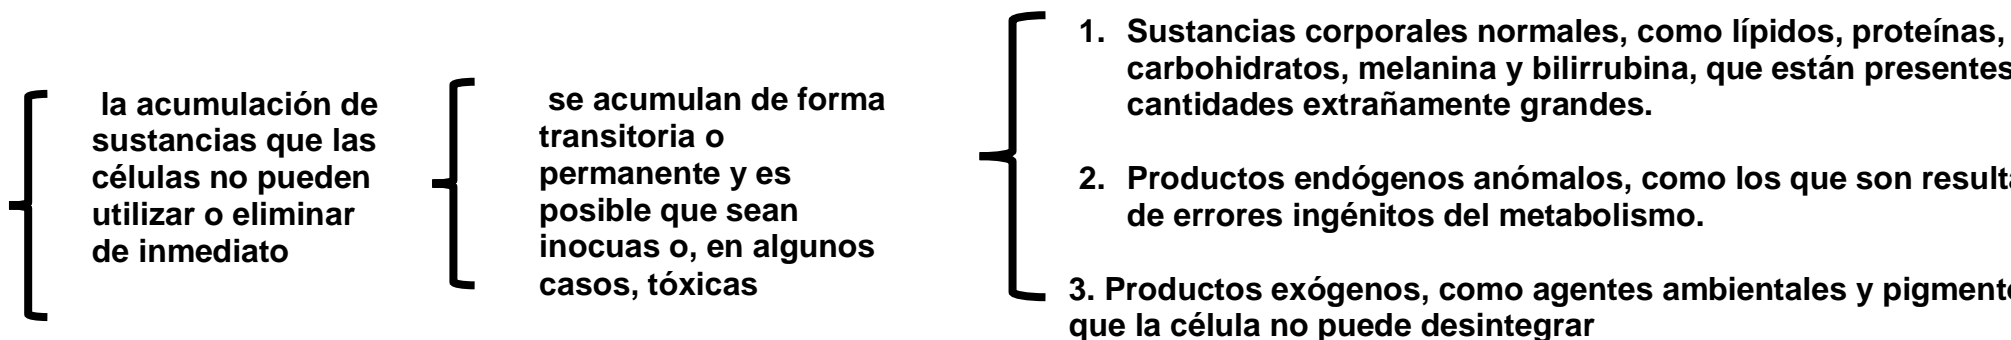 la acumulación de
sustancias que las
células no pueden
utilizar o eliminar
de inmediato
se acumulan de forma
transitoria o
permanente y es
posible que sean
inocuas o, en algunos
casos, tóxicas
1. Sustancias corporales normales, como lípidos, proteínas,
carbohidratos, melanina y bilirrubina, que están presentes
cantidades extrañamente grandes.
2. Productos endógenos anómalos, como los que son
de errores ingénitos del metabolismo.
3. Productos exógenos, como agentes ambientales y
que la célula no puede desintegrar